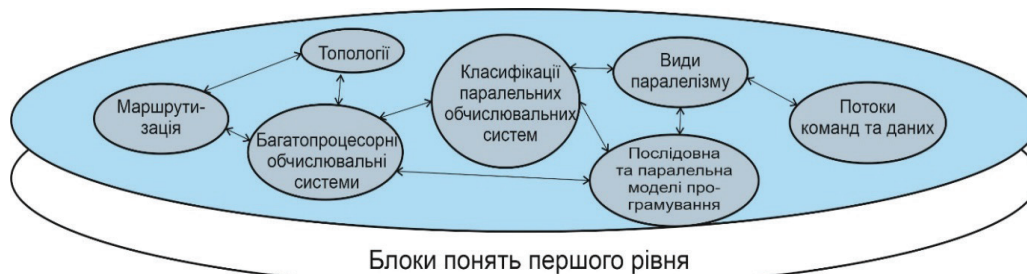 Топології
Маршрути-
зація
Багатопроцесорні
обчислювальні
системи
Класифікації
паралельних
обчислювальних
систем
Види
паралелізму
Послідовна
та паралельна
моделі про-
грамування
Потоки
команд та даних
Блоки понять першого рівня